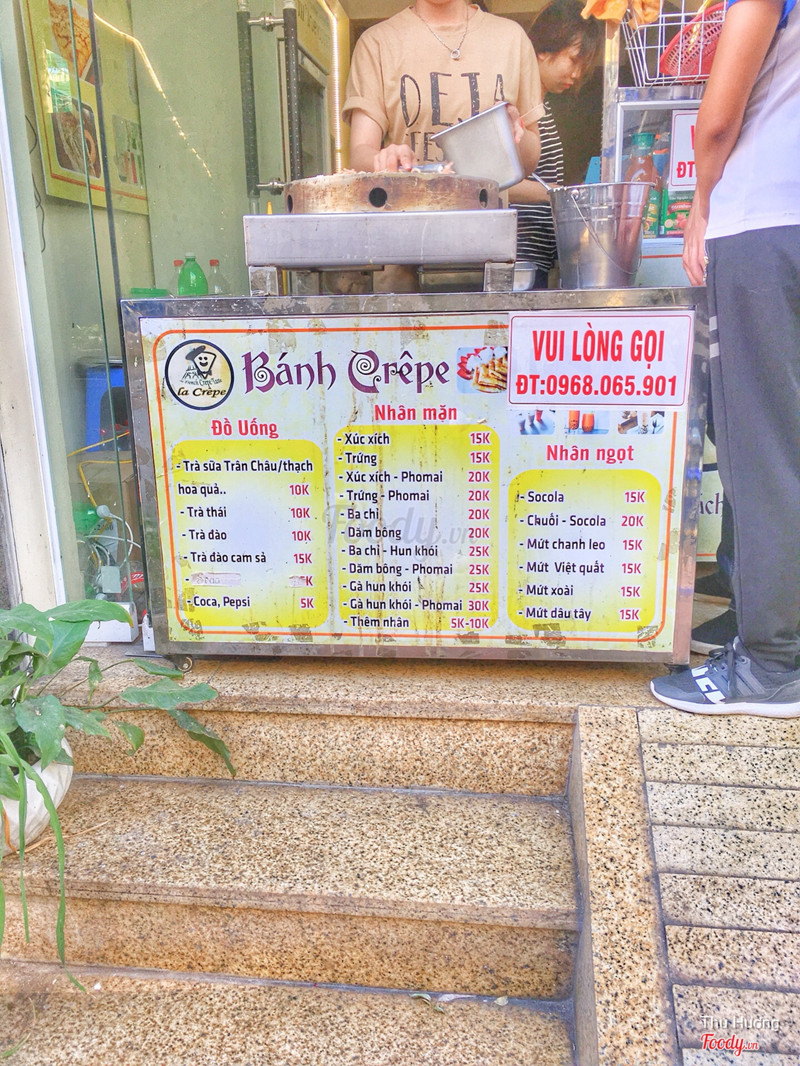 DEJA
la Crêpe
Bánh Crêpe
VUI LÒNG GỌI
ĐT:0968.065.901
Đồ Uống
- Trà sữa Trân Châu/thạch
hoa quả.. 10K
- Trà thái 10K
- Trà đào 10K
- Trà đào cam sả 15K
- Coca, Pepsi 5K
Nhân mặn
- Xúc xích 15K
- Trứng 15K
- Xúc xích - Phomai 20K
- Trứng - Phomai 20K
- Ba chỉ 20K
- Dăm bông 20K
- Ba chỉ - Hun khói 25K
- Dăm bông - Phomai 25K
- Gà hun khói 25K
- Gà hun khói - Phomai 30K
- Thêm nhân 5K-10K
Nhân ngọt
- Socola 15K
- Chuối - Socola 20K
- Mứt chanh leo 15K
- Mứt Việt quất 15K
- Mứt xoài 15K
- Mứt dâu tây 15K
Foody.vn
Thu Hường
Foody.vn